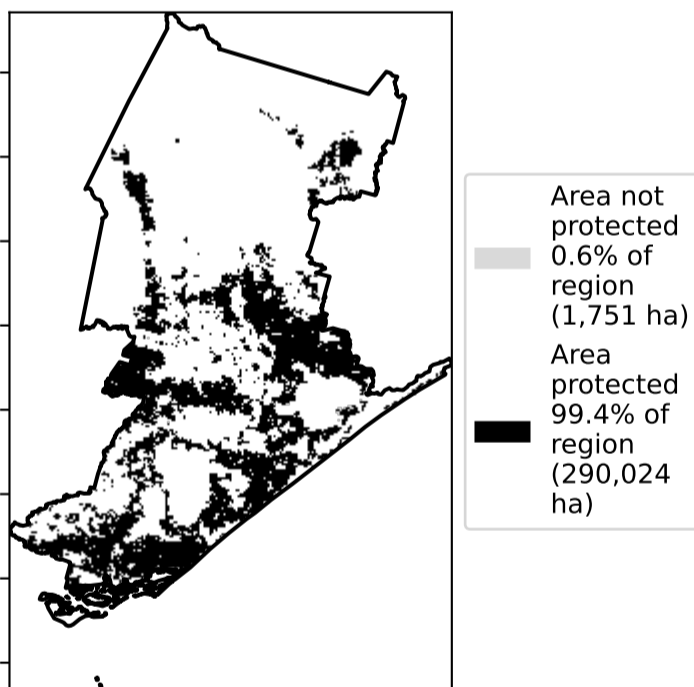 Area not
protected
0.6% of
region
(1,751 ha)
Area
protected
99.4% of
region
(290,024
ha)